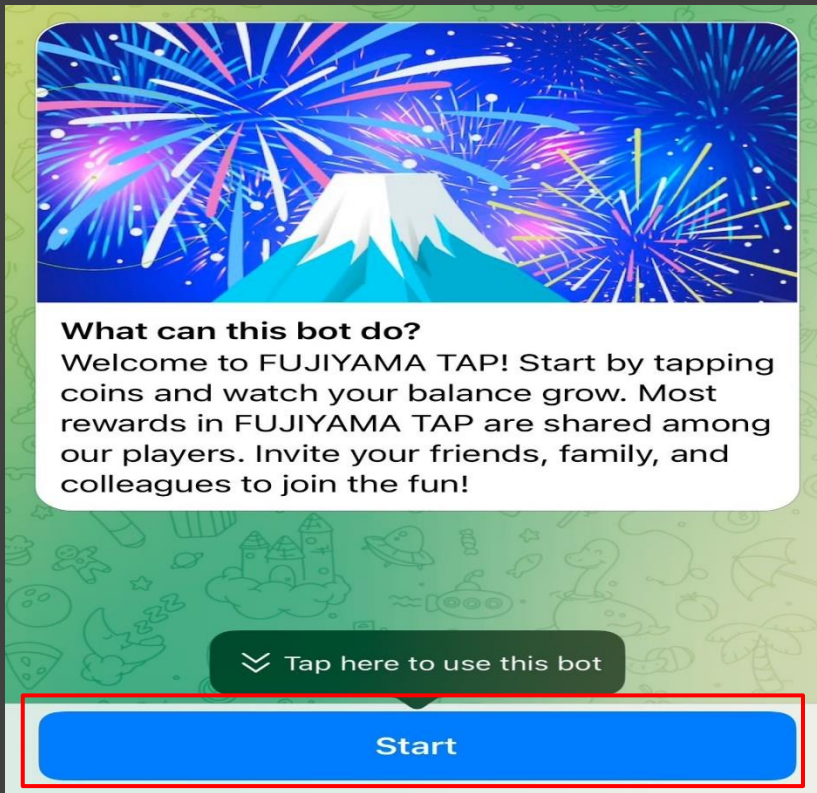 What can this bot do?
Welcome to FUJIYAMA TAP! Start by tapping
coins and watch your balance grow. Most
rewards in FUJIYAMA TAP are shared among
our players. Invite your friends, family, and
colleagues to join the fun!
Tap here to use this bot
Start